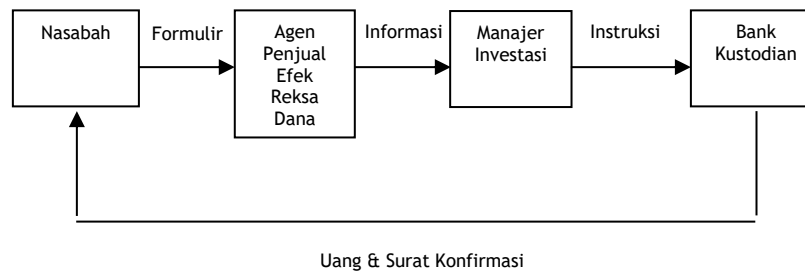 Nasabah
Formulir
Agen
Penjual
Efek
Reksa
Dana
Informasi
Manajer
Investasi
Instruksi
Bank
Kustodian
Uang & Surat Konfirmasi